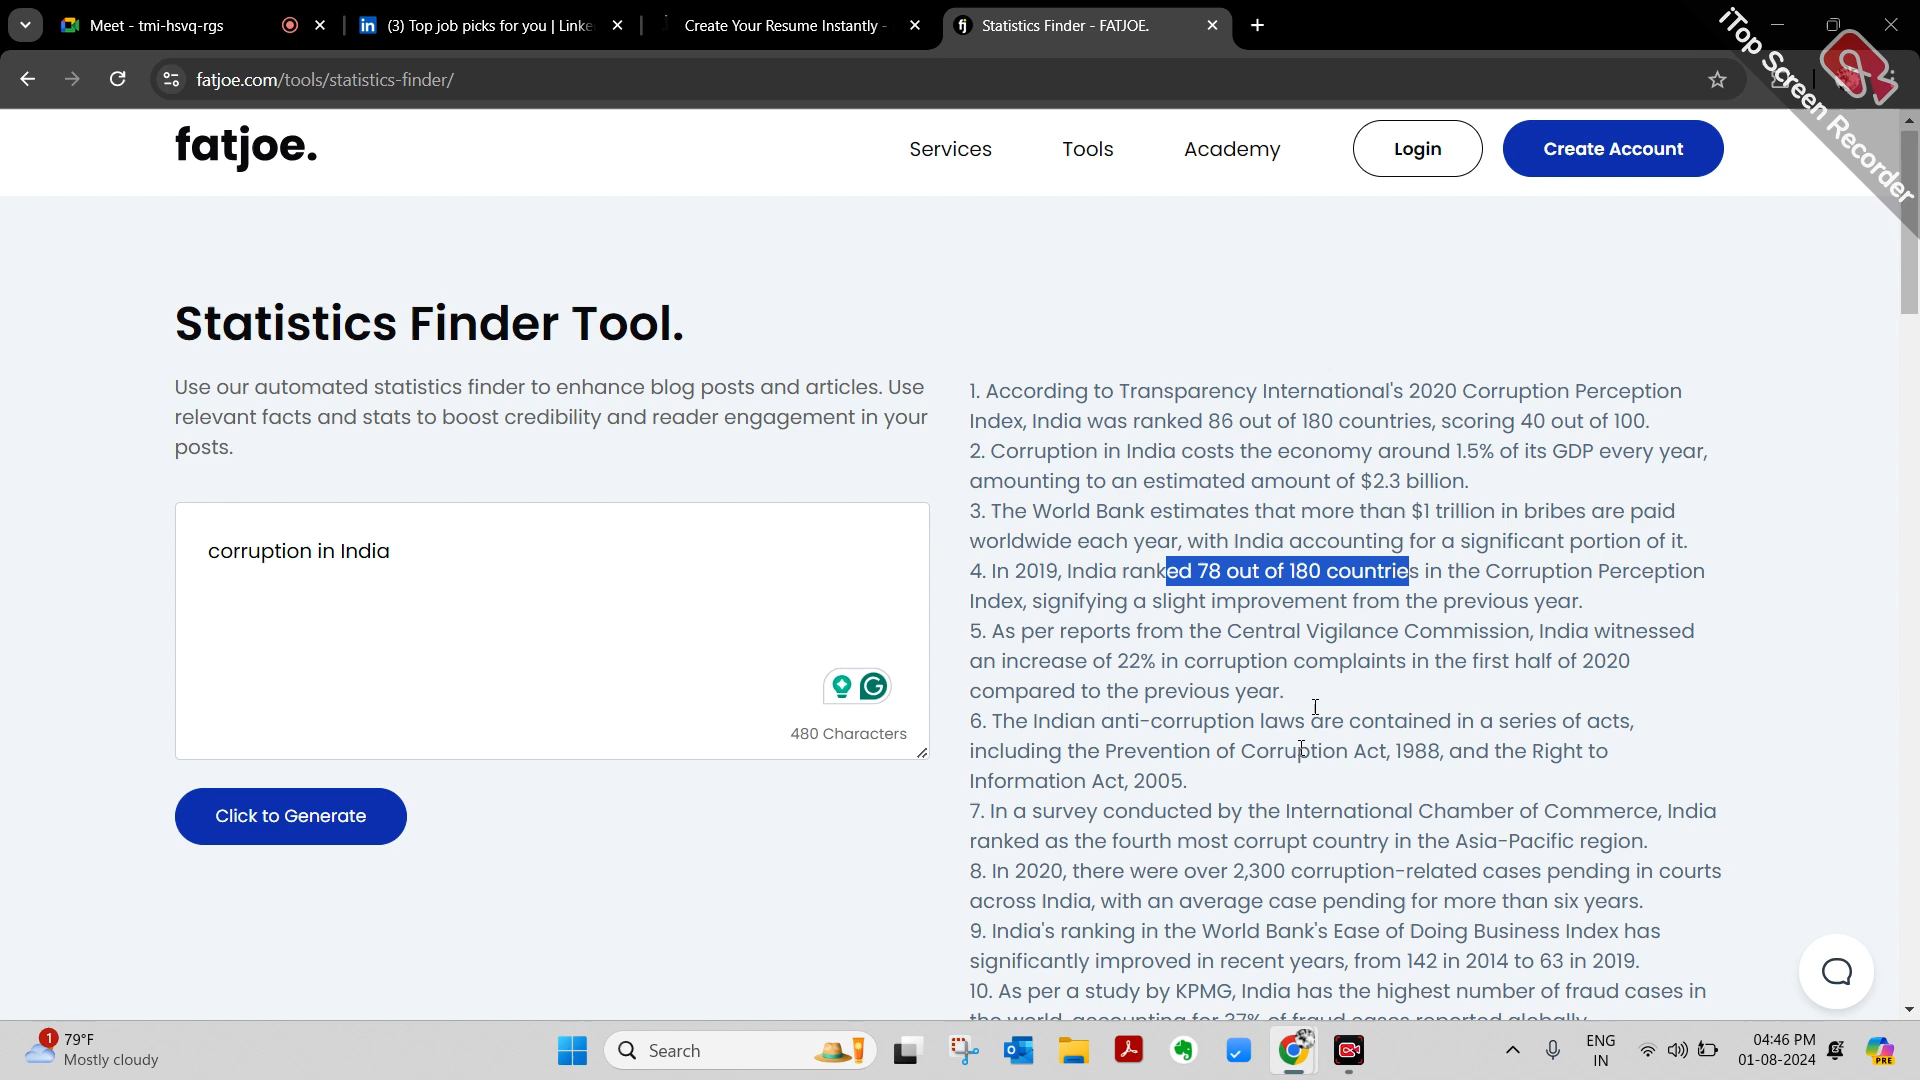 Meet - tmi-hsvq-rgs
(3) Top job picks for you | Linke
Create Your Resume Instantly -
fj Statistics Finder - FATJOE.
fatjoe.com/tools/statistics-finder/
iTop Screen Recorder
fatjoe.
Services
Tools
Academy
Login
Create Account
Statistics Finder Tool.
Use our automated statistics finder to enhance blog posts and articles. Use
relevant facts and stats to boost credibility and reader engagement in your
posts.
corruption in India
480 Characters
Click to Generate
1. According to Transparency International's 2020 Corruption Perception
Index, India was ranked 86 out of 180 countries, scoring 40 out of 100.
2. Corruption in India costs the economy around 1.5% of its GDP every year,
amounting to an estimated amount of $2.3 billion.
3. The World Bank estimates that more than $1 trillion in bribes are paid
worldwide each year, with India accounting for a significant portion of it.
4. In 2019, India ranked 78 out of 180 countries in the Corruption Perception
Index, signifying a slight improvement from the previous year.
5. As per reports from the Central Vigilance Commission, India witnessed
an increase of 22% in corruption complaints in the first half of 2020
compared to the previous year.
6. The Indian anti-corruption laws are contained in a series of acts,
including the Prevention of Corruption Act, 1988, and the Right to
Information Act, 2005.
7. In a survey conducted by the International Chamber of Commerce, India
ranked as the fourth most corrupt country in the Asia-Pacific region.
8. In 2020, there were over 2,300 corruption-related cases pending in courts
across India, with an average case pending for more than six years.
9. India's ranking in the World Bank's Ease of Doing Business Index has
significantly improved in recent years, from 142 in 2014 to 63 in 2019.
10. As per a study by KPMG, India has the highest number of fraud cases in
the world, accounting for 37% of fraud cases reported globally.
1
79°F
Mostly cloudy
Search
ENG
IN
04:46 PM
01-08-2024
PRE